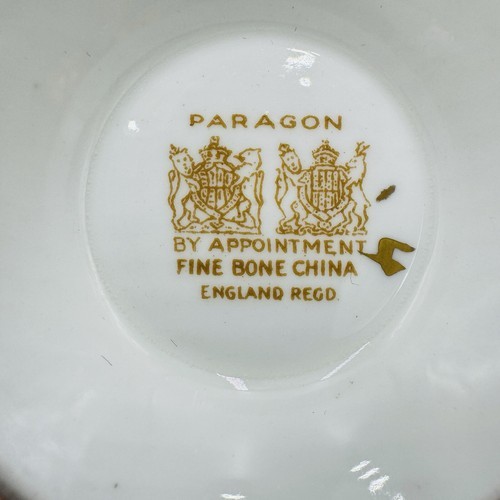 PARAGON
BY APPOINTMENT
FINE BONE CHINA
ENGLAND REGD.